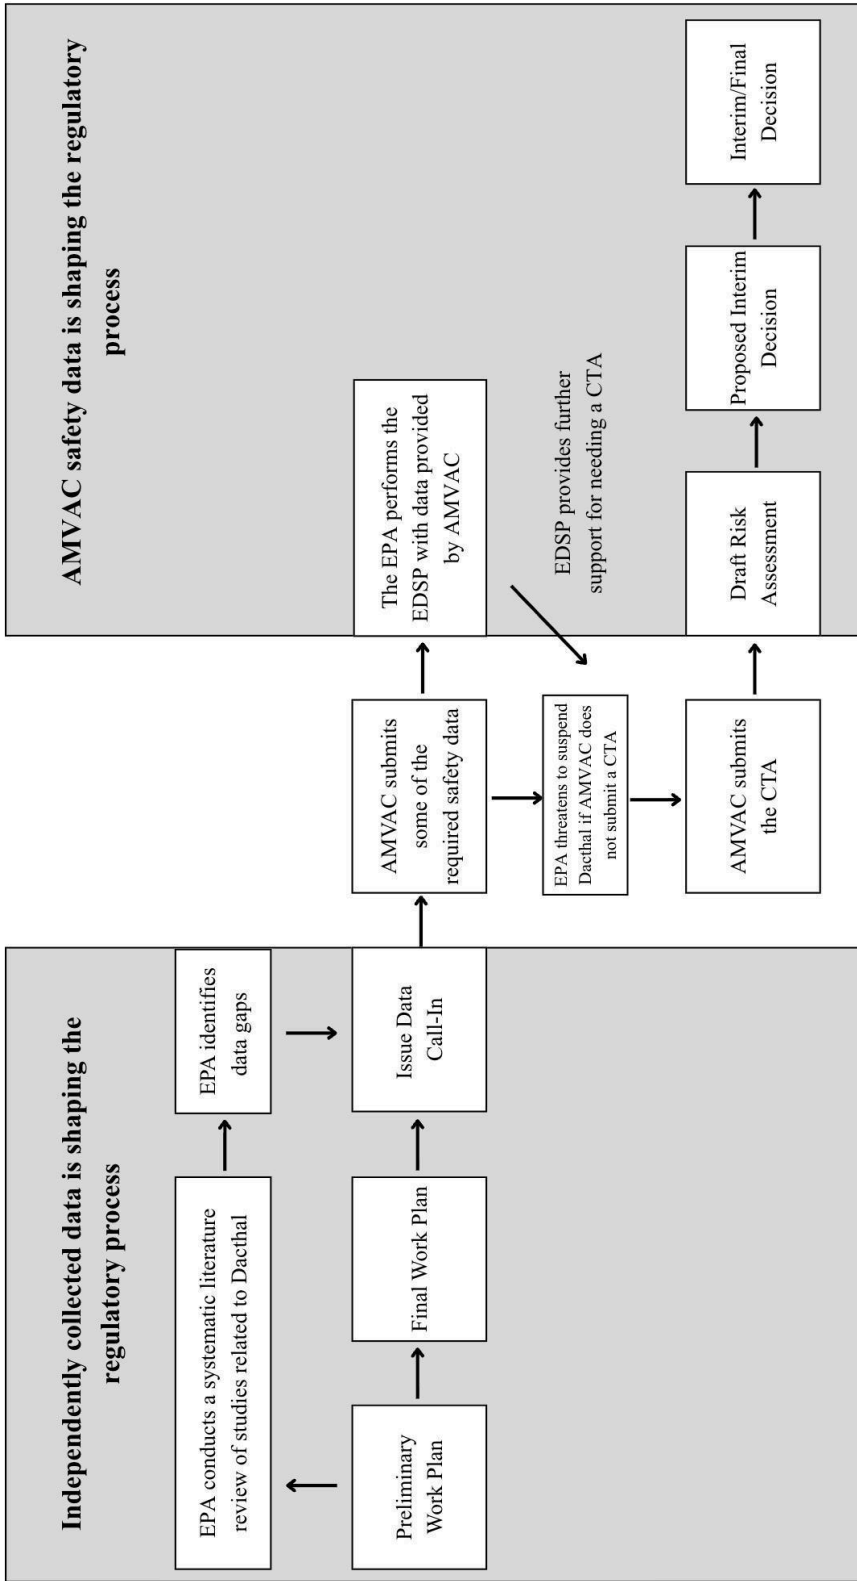 Independently collected data is shaping the
regulatory process
EPA conducts a systematic literature
review of studies related to Dacthal
EPA identifies
data gaps
Preliminary
Work Plan
Final Work Plan
Issue Data
Call-In
AMVAC submits
some of the
required safety data
EPA threatens to suspend
Dacthal if AMVAC does
not submit a CTA
AMVAC submits
the CTA
AMVAC safety data is shaping the regulatory
process
The EPA performs the
EDSP with data provided
by AMVAC
EDSP provides further
support for needing a CTA
Draft Risk
Assessment
Proposed Interim
Decision
Interim/Final
Decision